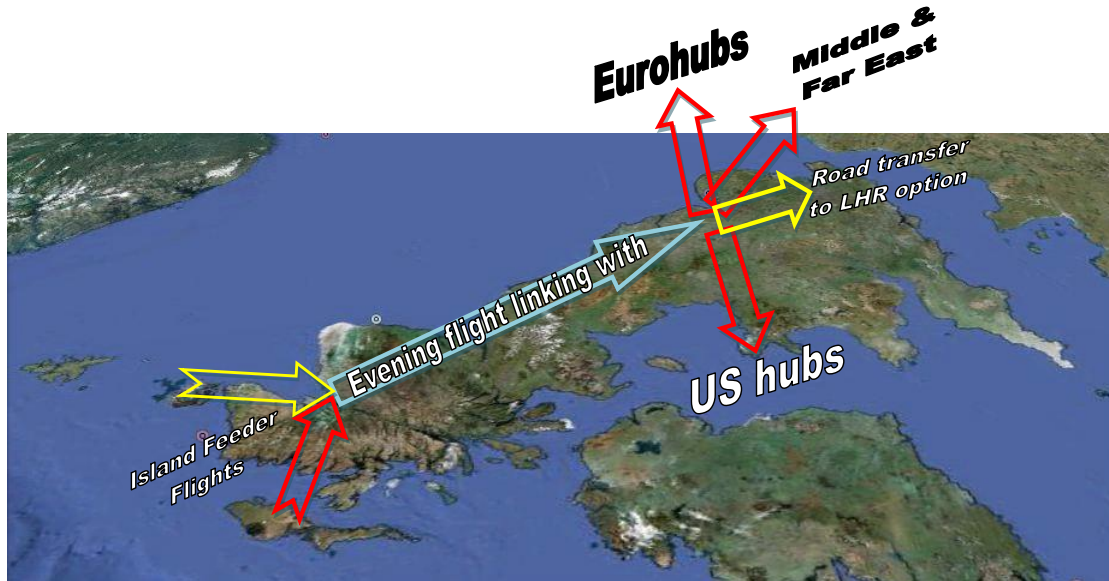 Eurohubs
MIddle &
Far East
Road transfer
to LHR option
Evening flight linking with
US hubs
Island Feeder
Flights